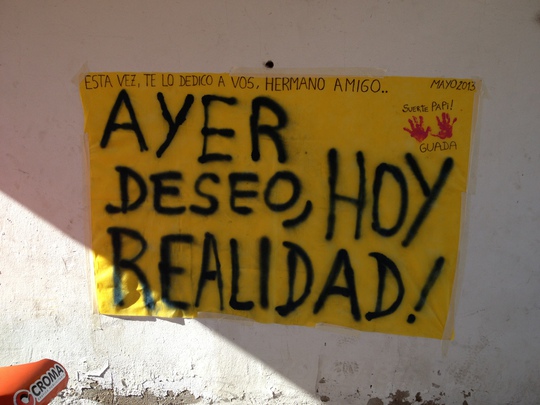 ESTA VEZ, TE LO DEDICO A VOS, HERMANO AMIGO..
MAYO 2013
SUERTE PAPI!
GUADA
AYER
DESEO, HOY
REALIDAD!
CROMA